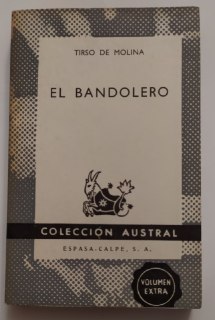 TIRSO DE MOLINA
EL BANDOLERO
COLECCIÓN AUSTRAL
ESPASA-CALPE, S. A.
VOLUMEN
EXTRA